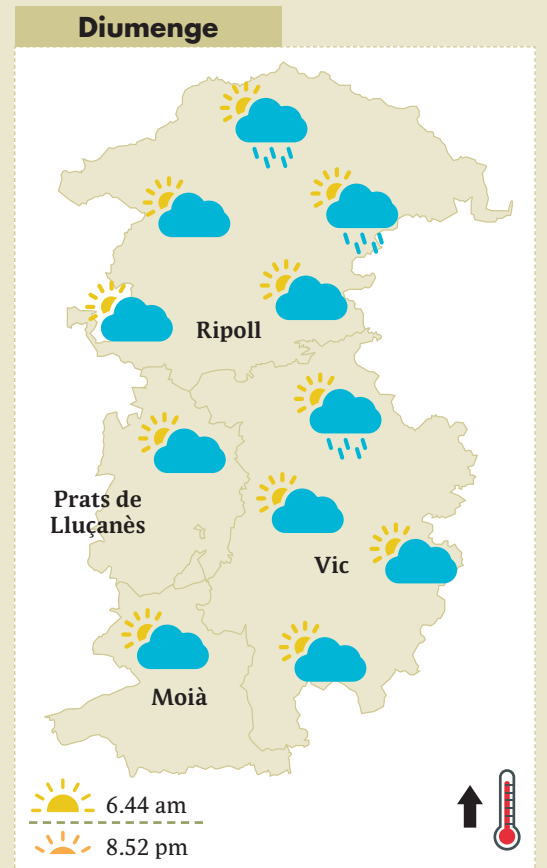 Diumenge
Ripoll
Prats de
Lluçanès
Vic
Moià
6.44 am
8.52 pm